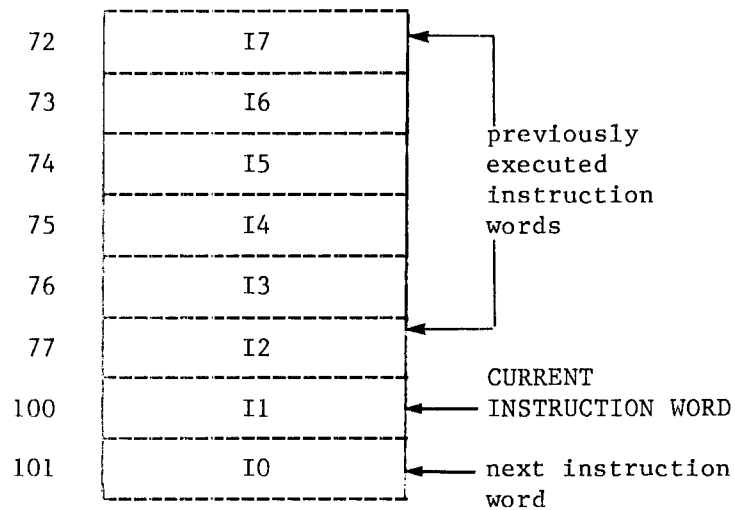 72 I7
73 I6
previously
executed
instruction
words
74 I5
75 I4
76 I3
77 I2
CURRENT
INSTRUCTION WORD
100 I1
101 I0
next instruction
word